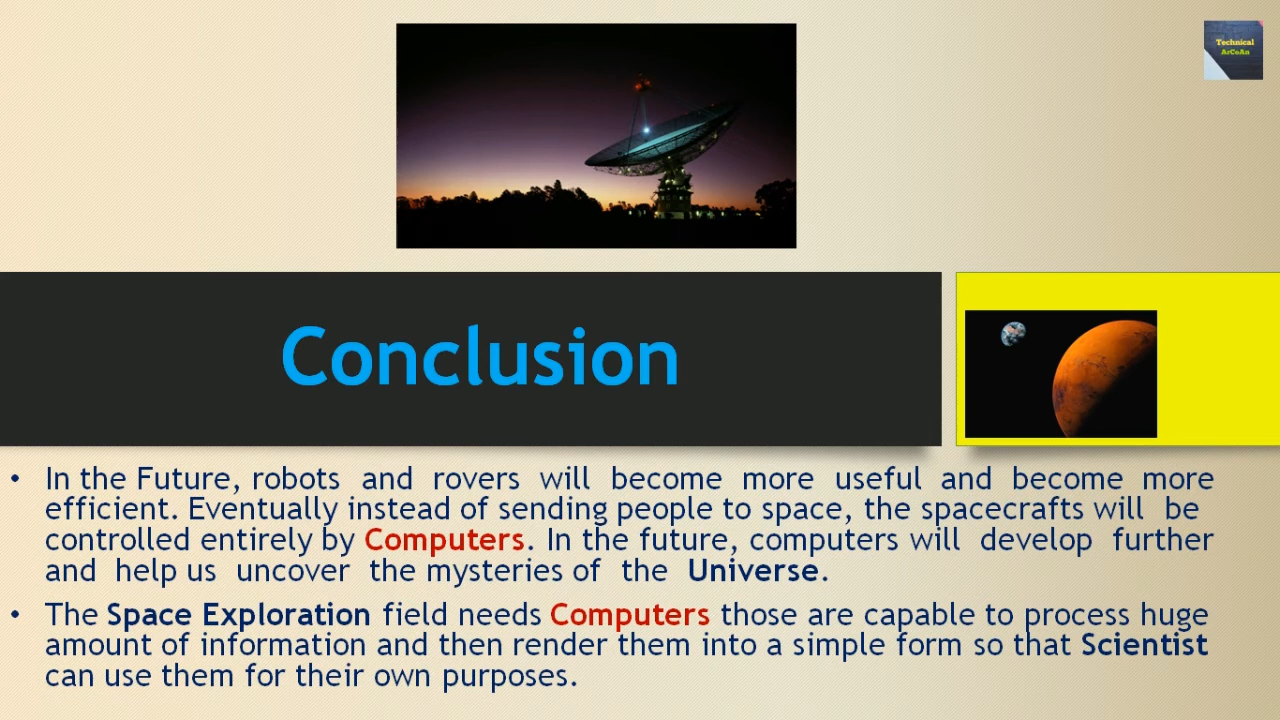 Technical
ArCoAn
Conclusion
• In the Future, robots and rovers will become more useful and become more
efficient. Eventually instead of sending people to space, the spacecrafts will be
controlled entirely by Computers. In the future, computers will develop further
and help us uncover the mysteries of the Universe.
• The Space Exploration field needs Computers those are capable to process huge
amount of information and then render them into a simple form so that Scientist
can use them for their own purposes.